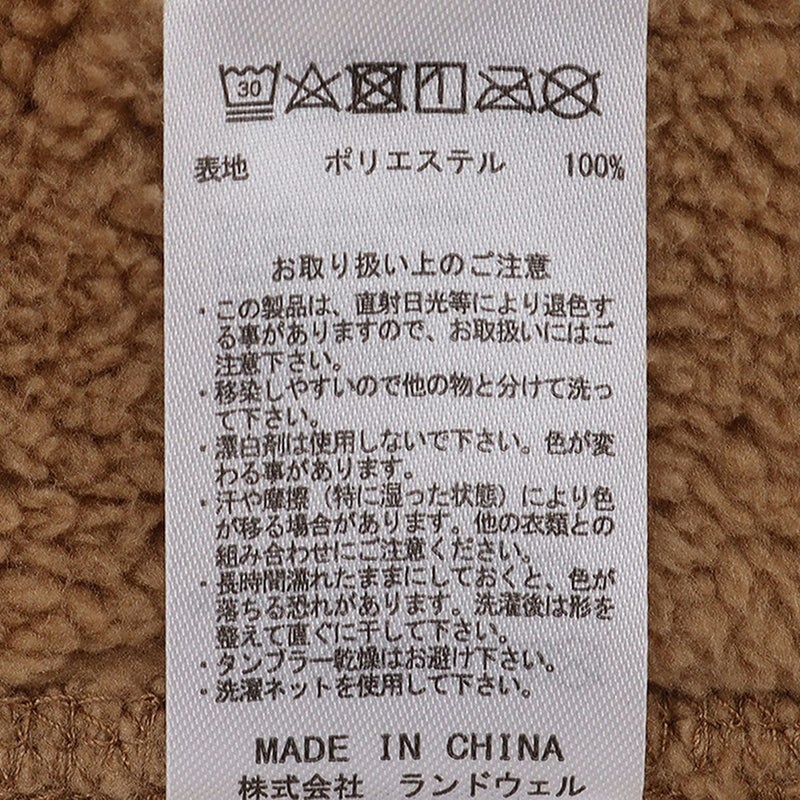 30
表地 ポリエステル 100%
お取り扱い上のご注意
・この製品は、直射日光等により退色す
る事がありますので、お取扱いにはご
注意下さい。
・移染しやすいので他の物と分けて洗っ
て下さい。
・漂白剤は使用しないで下さい。色が変
わる事があります。
・汗や摩擦（特に湿った状態）により色
が移る場合があります。他の衣類との
組み合わせにご注意ください。
・長時間濡れたままにしておくと、色が
落ちる恐れがあります。洗濯後は形を
整えて直ぐに干して下さい。
・タンブラー乾燥はお避け下さい。
・洗濯ネットを使用して下さい。
MADE IN CHINA
株式会社 ランドウェル